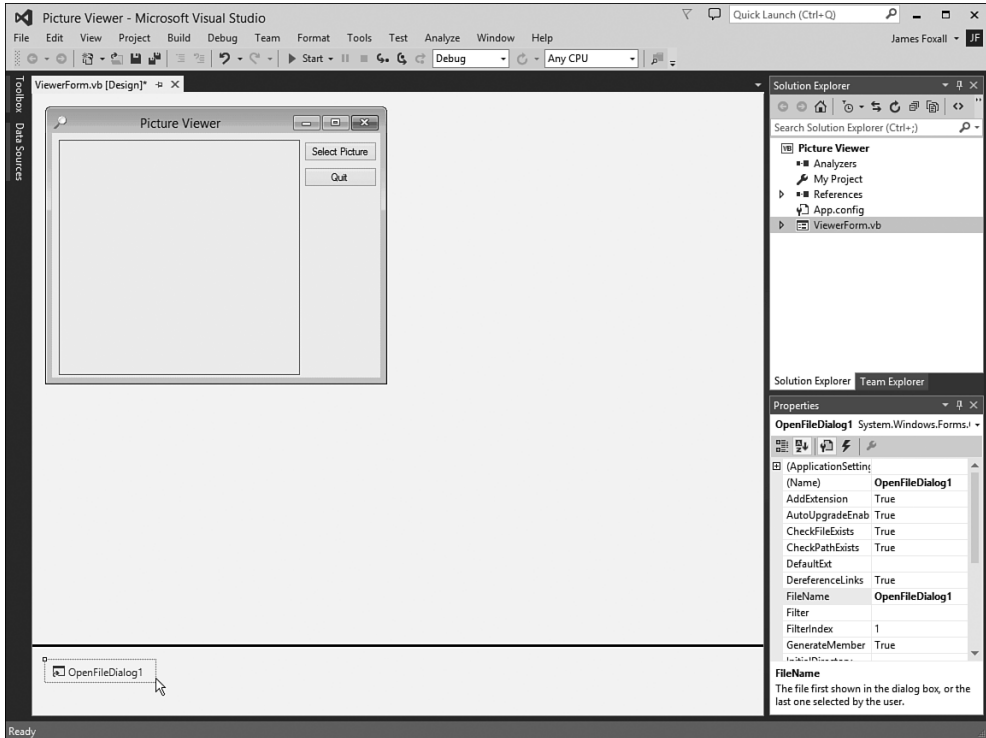 Picture Viewer - Microsoft Visual Studio
Quick Launch (Ctrl+Q)
File Edit View Project Build Debug Team Format Tools Test Analyze Window Help
James Foxall JF
Start
Debug
Any CPU
Toolbox
Data Sources
ViewerForm.vb [Design]*
Picture Viewer
Select Picture
Quit
OpenFileDialog1
Solution Explorer
Search Solution Explorer (Ctrl+;)
VB Picture Viewer
Analyzers
My Project
References
App.config
ViewerForm.vb
Solution Explorer Team Explorer
Properties
OpenFileDialog1 System.Windows.Forms.
(ApplicationSetting
(Name) OpenFileDialog1
AddExtension True
AutoUpgradeEnab True
CheckFileExists True
CheckPathExists True
DefaultExt
DereferenceLinks True
FileName OpenFileDialog1
Filter
FilterIndex 1
GenerateMember True
FileName
The file first shown in the dialog box, or the
last one selected by the user.
Ready